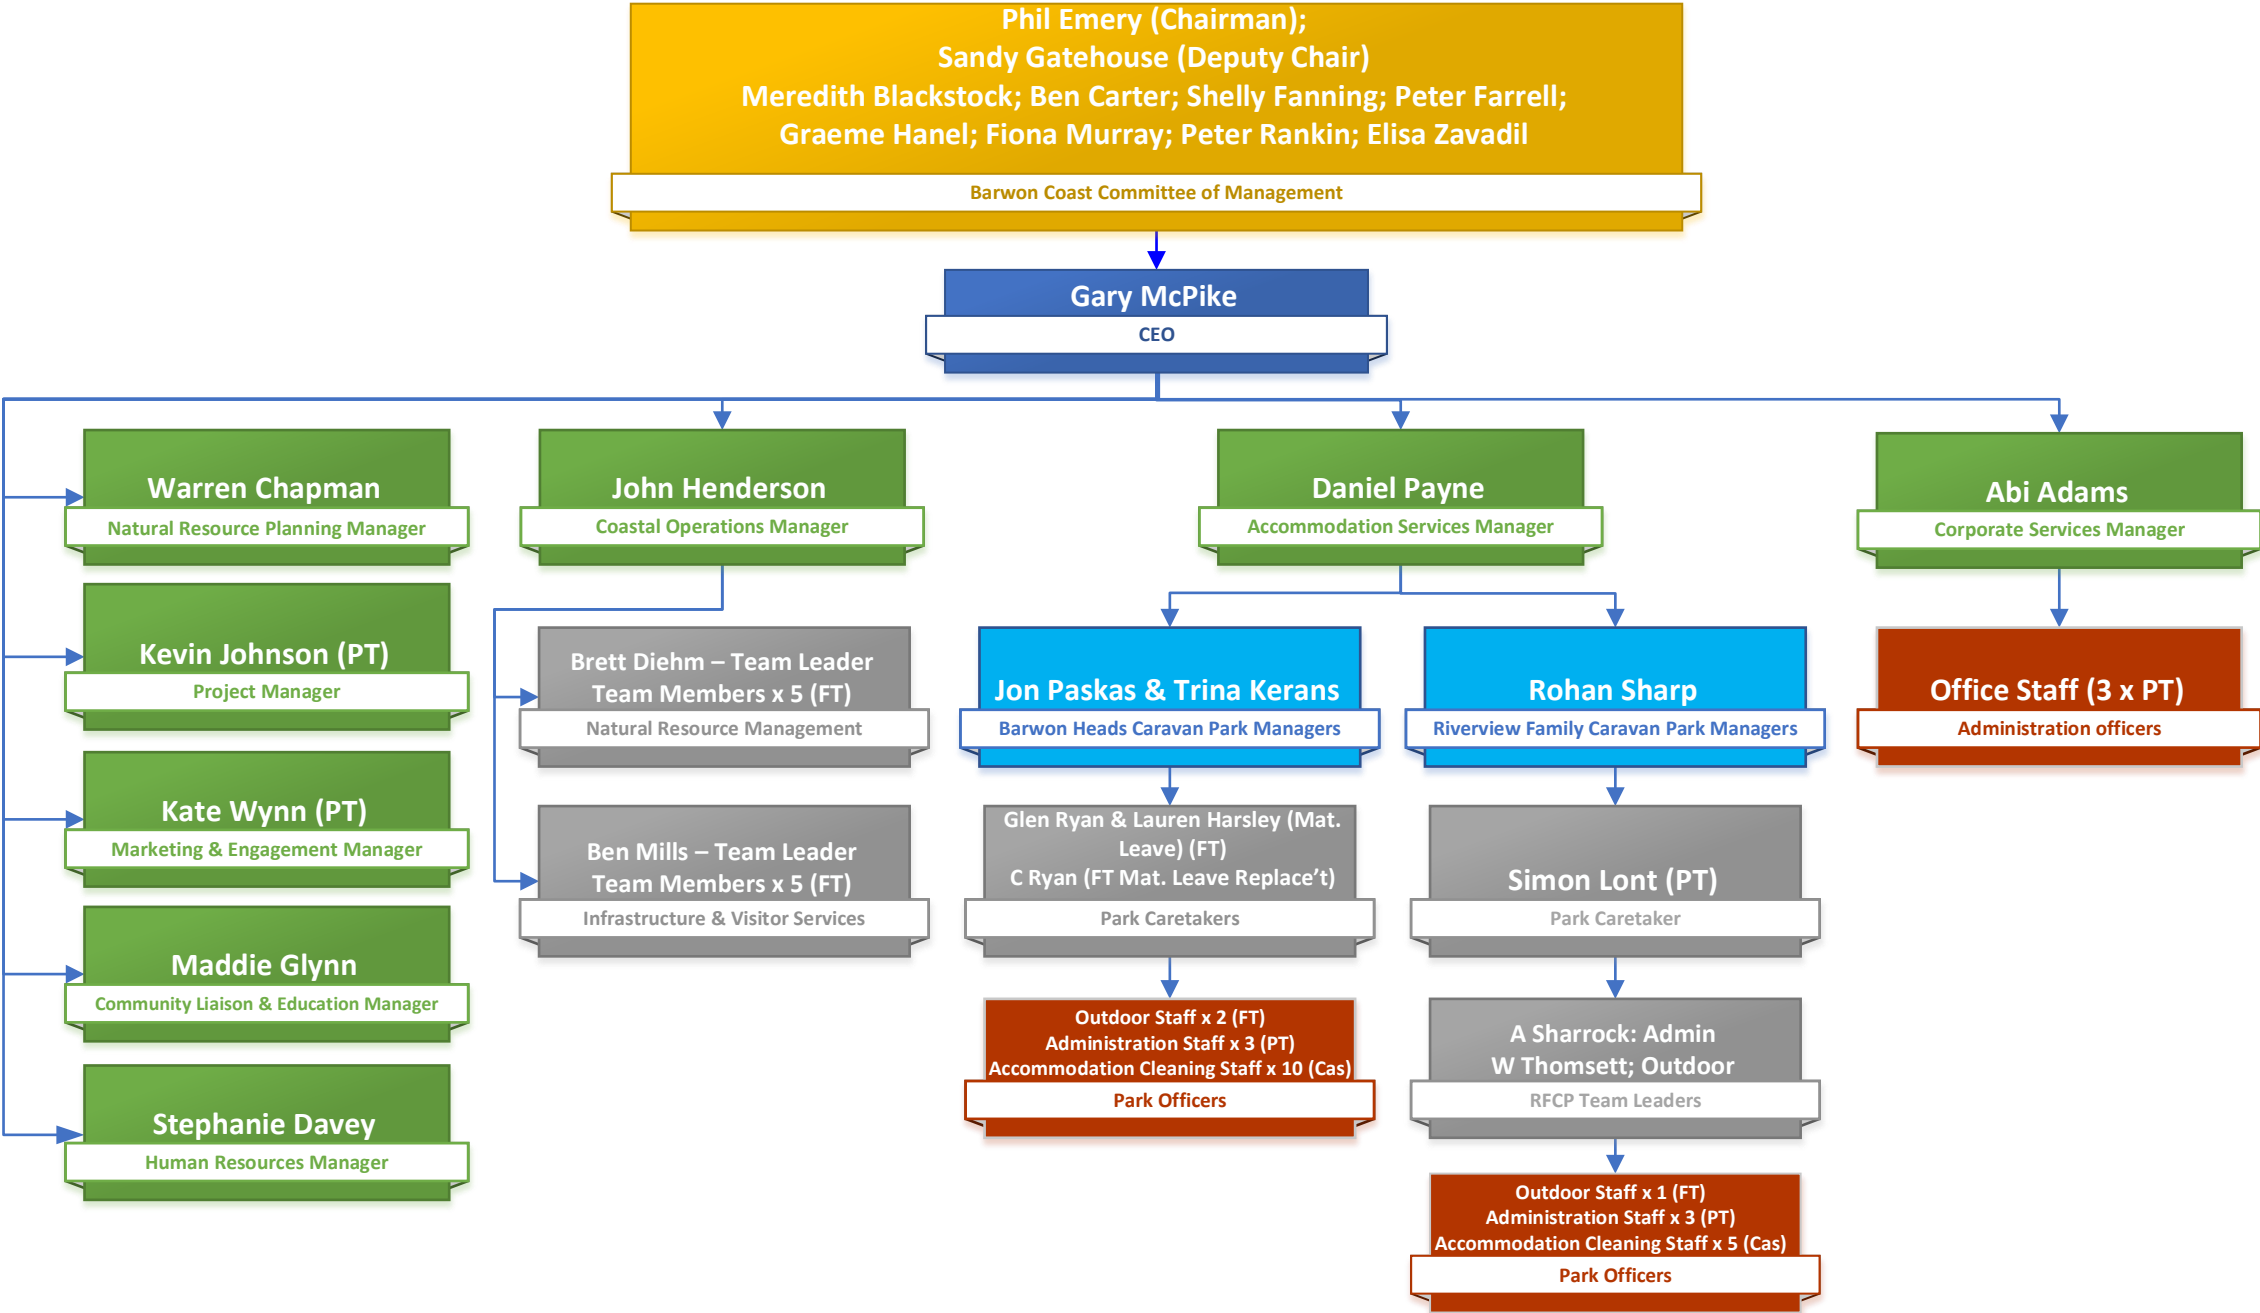 Phil Emery (Chairman);
Sandy Gatehouse (Deputy Chair)
Meredith Blackstock; Ben Carter; Shelly Fanning; Peter Farrell;
Graeme Hanel; Fiona Murray; Peter Rankin; Elisa Zavadil
Barwon Coast Committee of Management
Gary McPike
CEO
Warren Chapman
Natural Resource Planning Manager
John Henderson
Coastal Operations Manager
Daniel Payne
Accommodation Services Manager
Abi Adams
Corporate Services Manager
Kevin Johnson (PT)
Project Manager
Brett Diehm – Team Leader
Team Members x 5 (FT)
Natural Resource Management
Jon Paskas & Trina Kerans
Barwon Heads Caravan Park Managers
Rohan Sharp
Riverview Family Caravan Park Managers
Office Staff (3 x PT)
Administration officers
Kate Wynn (PT)
Marketing & Engagement Manager
Ben Mills – Team Leader
Team Members x 5 (FT)
Infrastructure & Visitor Services
Glen Ryan & Lauren Harsley (Mat.
Leave) (FT)
C Ryan (FT Mat. Leave Replace’t)
Park Caretakers
Simon Lont (PT)
Park Caretaker
Maddie Glynn
Community Liaison & Education Manager
Outdoor Staff x 2 (FT)
Administration Staff x 3 (PT)
Accommodation Cleaning Staff x 10 (Cas)
Park Officers
A Sharrock: Admin
W Thomsett; Outdoor
RFCP Team Leaders
Stephanie Davey
Human Resources Manager
Outdoor Staff x 1 (FT)
Administration Staff x 3 (PT)
Accommodation Cleaning Staff x 5 (Cas)
Park Officers